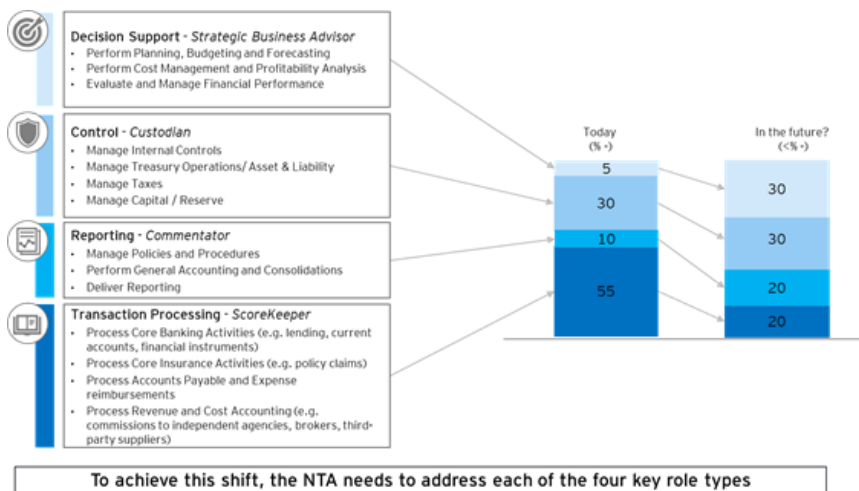 Decision Support - Strategic Business Advisor
• Perform Planning, Budgeting and Forecasting
• Perform Cost Management and Profitability Analysis
• Evaluate and Manage Financial Performance
Control - Custodian
• Manage Internal Controls
• Manage Treasury Operations/ Asset & Liability
• Manage Taxes
• Manage Capital / Reserve
Reporting - Commentator
• Manage Policies and Procedures
• Perform General Accounting and Consolidations
• Deliver Reporting
Transaction Processing - ScoreKeeper
• Process Core Banking Activities (e.g. lending, current
accounts, financial instruments)
• Process Core Insurance Activities (e.g. policy claims)
• Process Accounts Payable and Expense
reimbursements
• Process Revenue and Cost Accounting (e.g.
commissions to independent agencies, brokers, third-
party suppliers)
Today
(% -)
5
30
10
55
In the future?
(<% -)
30
30
20
20
To achieve this shift, the NTA needs to address each of the four key role types